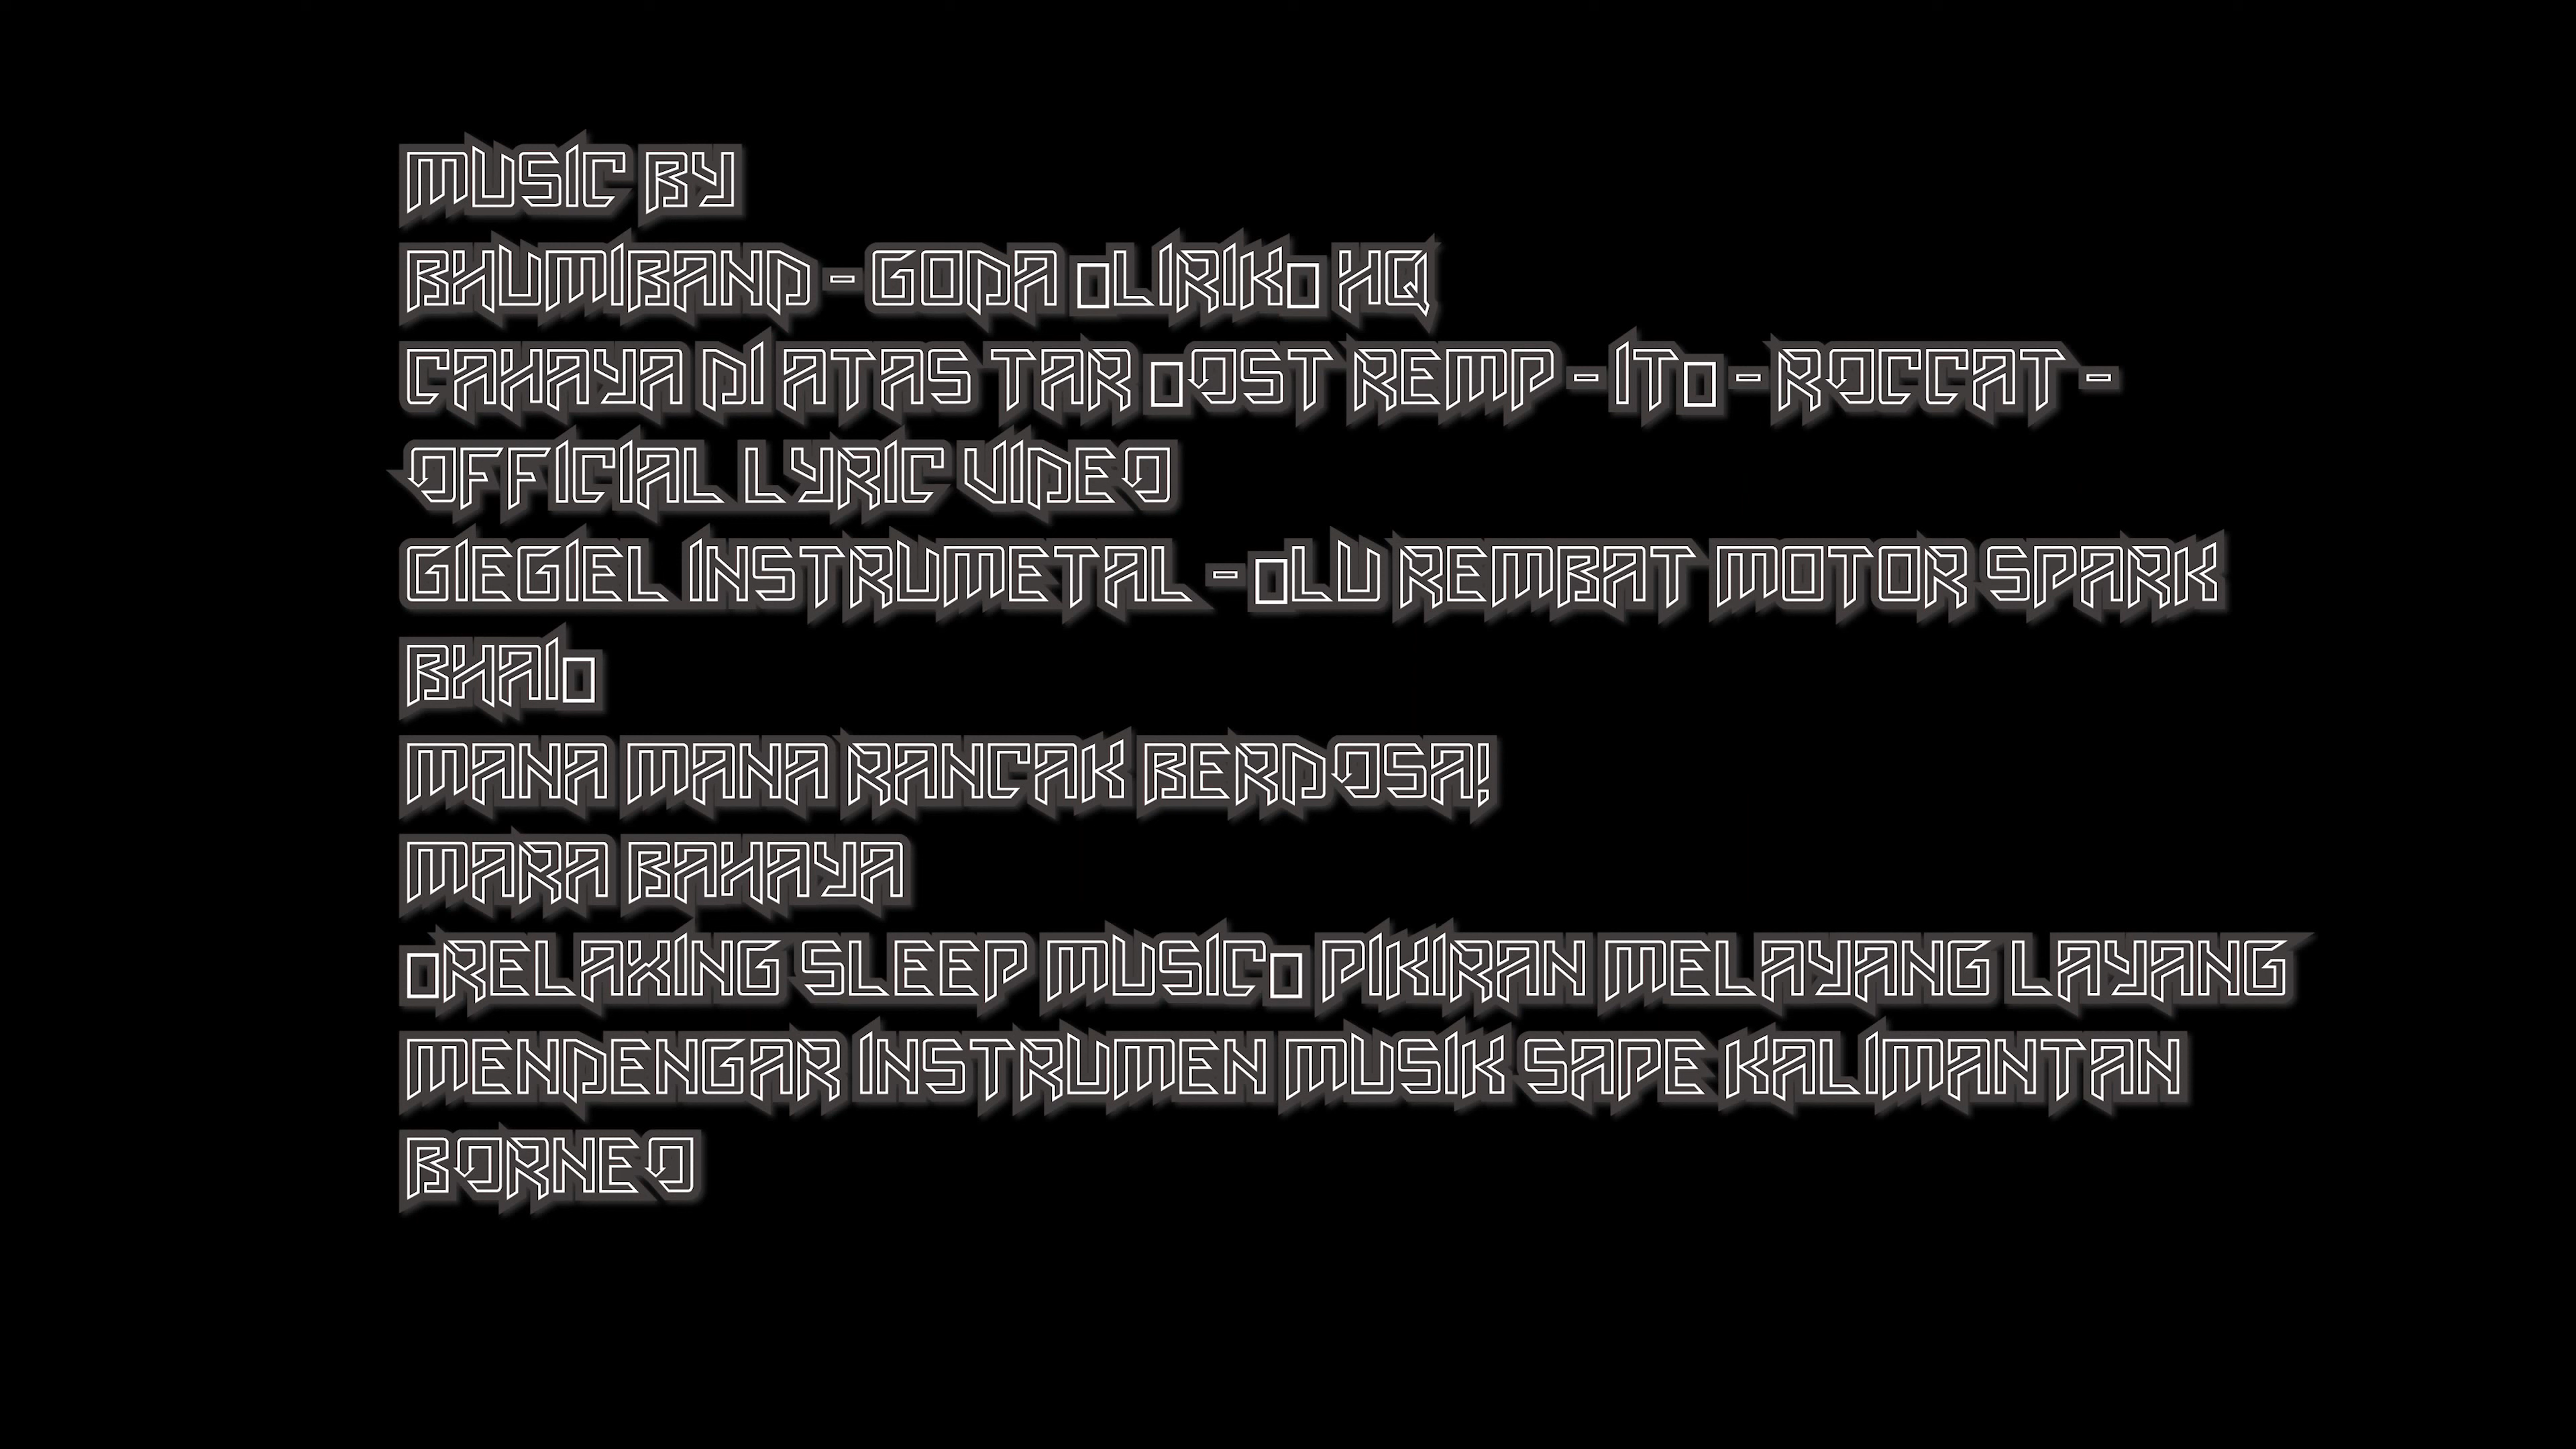 MUSIC BY
BHUMIBAND - GODA □LIRIK□ HQ
CAHAYA DI ATAS TAR □OST REMP - IT□ - ROCCAT -
OFFICIAL LYRIC VIDEO
GIEGIEL INSTRUMETAL - □LU REMBAT MOTOR SPARK
BHAI□
MANA MANA RANCAK BERDOSA!
MARA BAHAYA
□RELAXING SLEEP MUSIC□ PIKIRAN MELAYANG LAYANG
MENDENGAR INSTRUMEN MUSIK SAPE KALIMANTAN
BORNEO